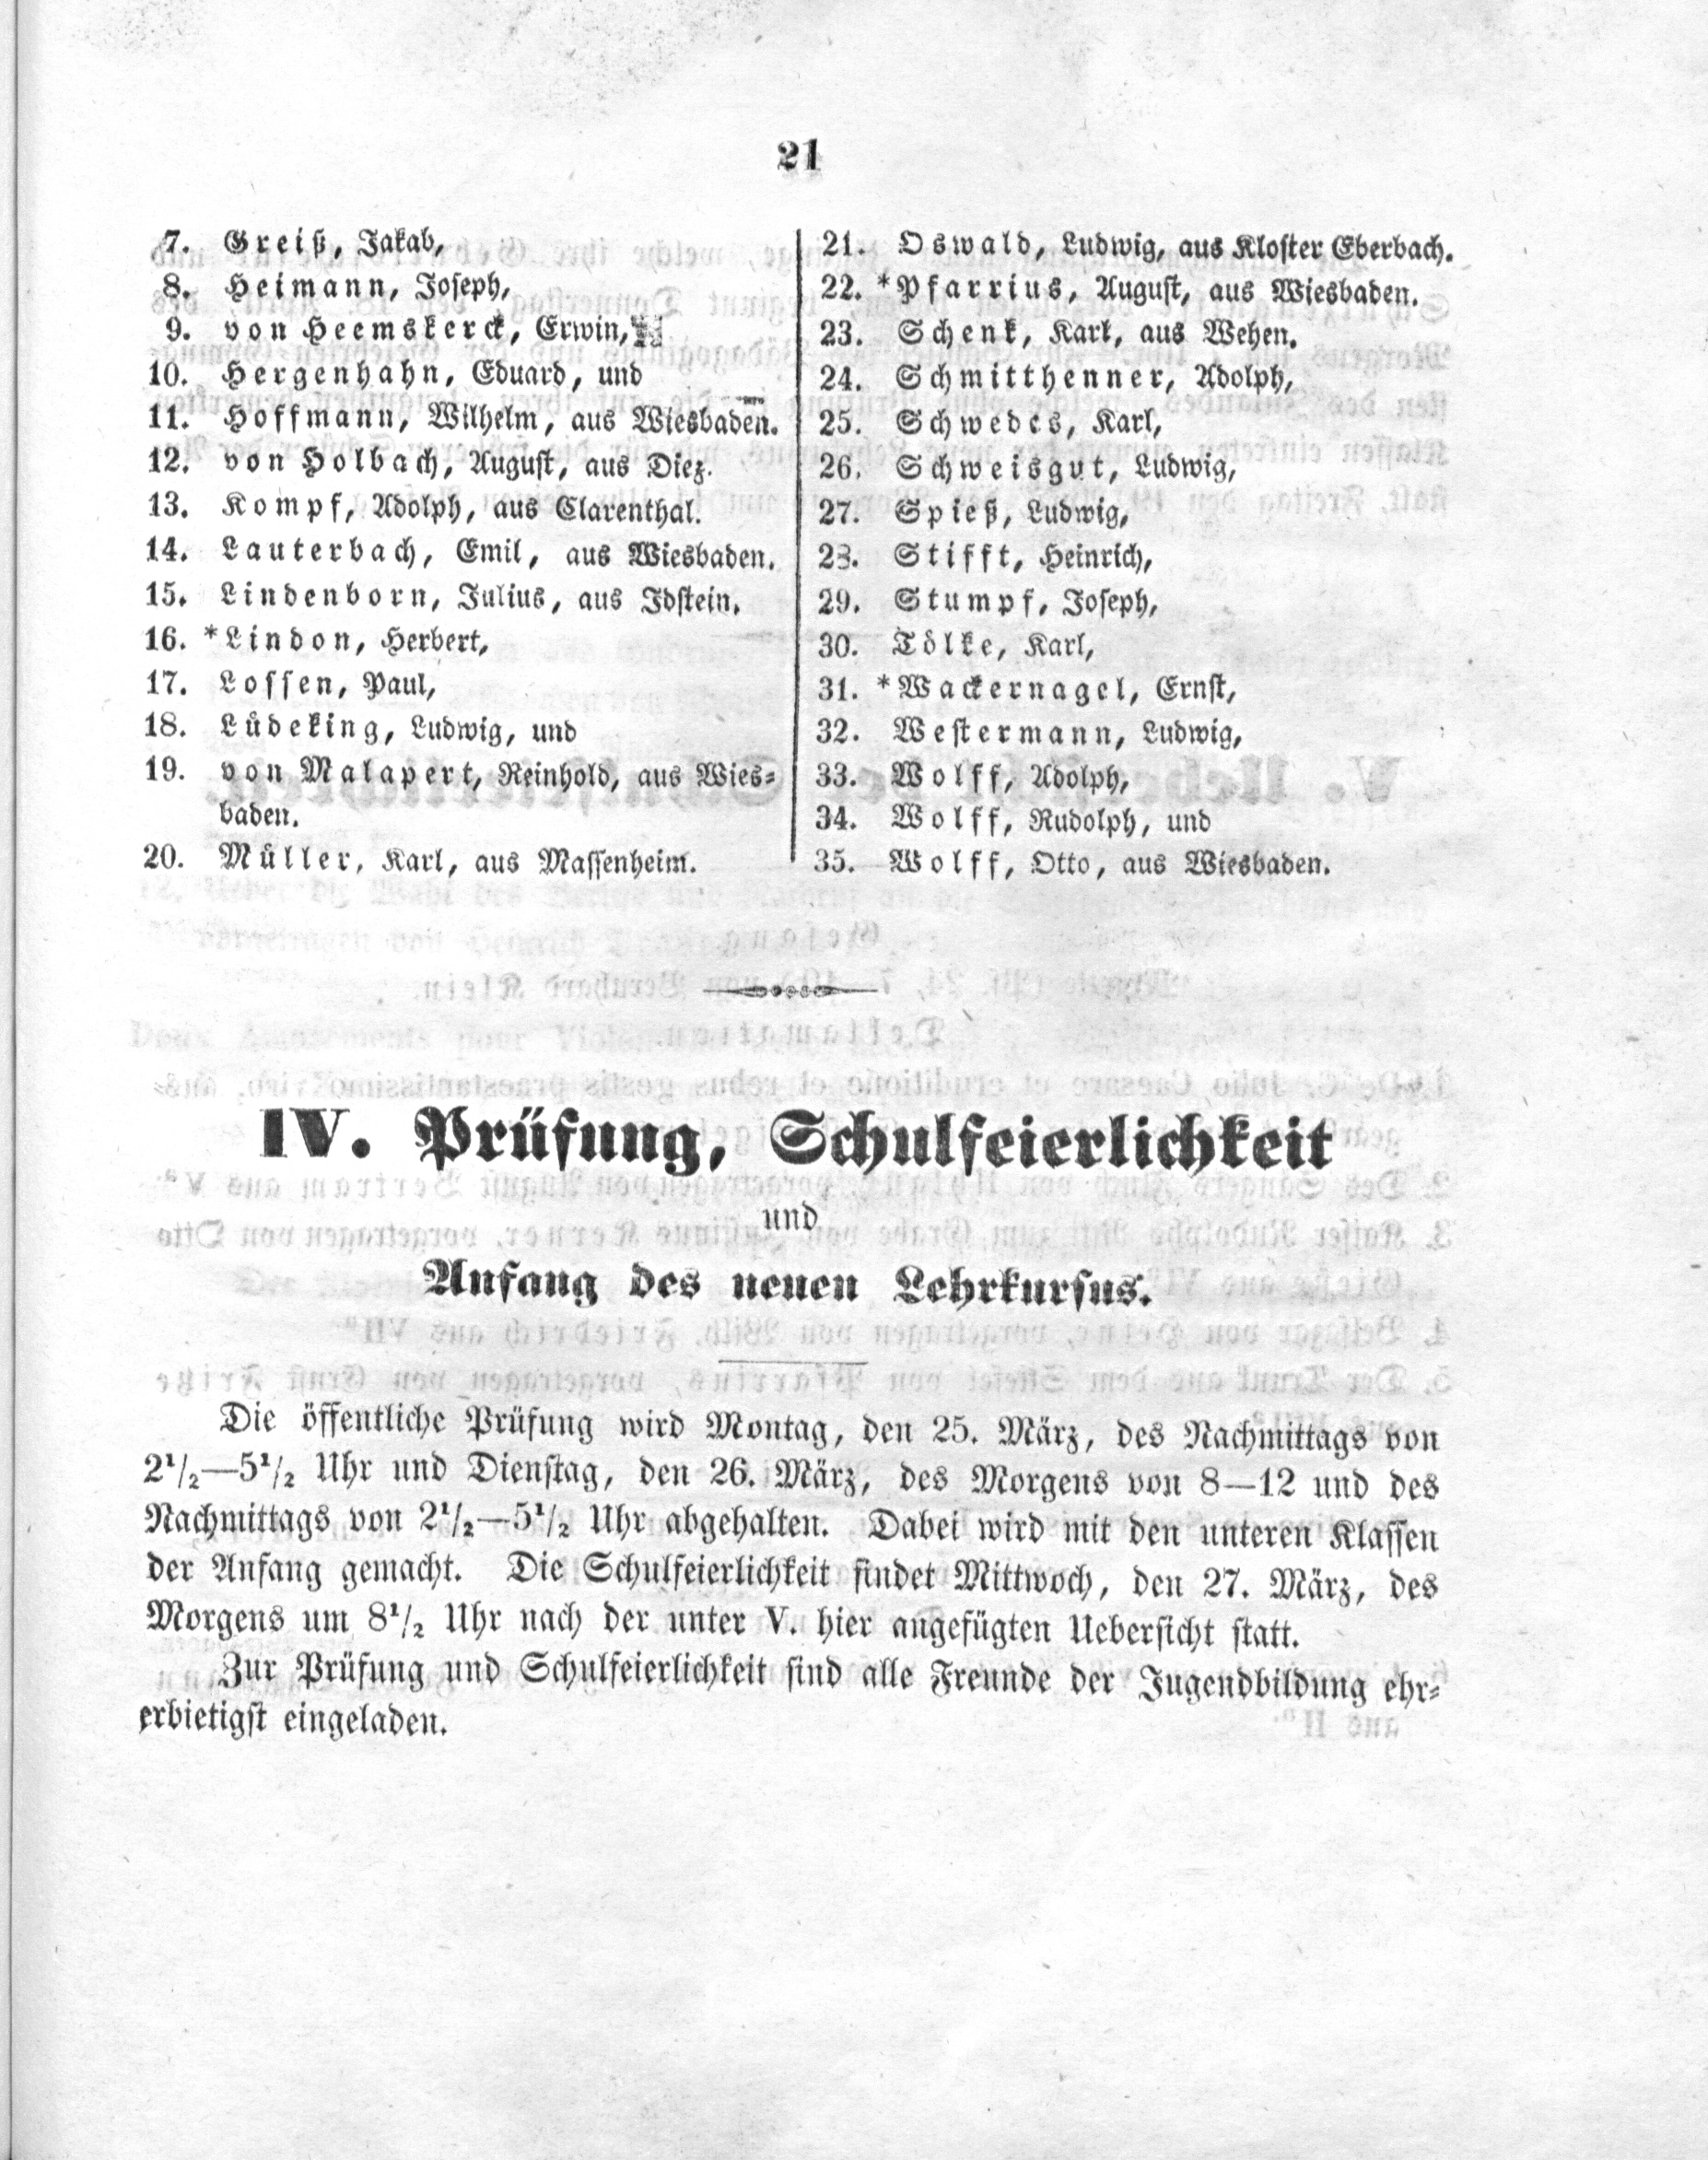 21
7. Greiß, Jakab,
8. Heimann, Joseph,
9. von Heemskerck, Erwin,
10. Hergenhahn, Eduard, und
11. Hoffmann, Wilhelm, aus Wiesbaden.
12. von Holbach, August, aus Diez.
13. Kompf, Adolph, aus Clarenthal.
14. Lauterbach, Emil, aus Wiesbaden.
15. Lindenborn, Julius, aus Idstein.
16. *Lindon, Herbert,
17. Lossen, Paul,
18. Lüdeking, Ludwig, und
19. von Malapert, Reinhold, aus Wies-
baden.
20. Müller, Karl, aus Massenheim.
21. Oswald, Ludwig, aus Kloster Eberbach.
22. *Pfarrius, August, aus Wiesbaden.
23. Schenk, Karl, aus Wehen.
24. Schmitthenner, Adolph,
25. Schwedes, Karl,
26. Schweisgut, Ludwig,
27. Spieß, Ludwig,
28. Stifft, Heinrich,
29. Stumpf, Joseph,
30. Tölke, Karl,
31. *Wackernagel, Ernst,
32. Westermann, Ludwig,
33. Wolff, Adolph,
34. Wolff, Rudolph, und
35. Wolff, Otto, aus Wiesbaden.
IV. Prüfung, Schulfeierlichkeit
und
Anfang des neuen Lehrkursus.
Die öffentliche Prüfung wird Montag, den 25. März, des Nachmittags von
2¹/₂—5¹/₂ Uhr und Dienstag, den 26. März, des Morgens von 8—12 und des
Nachmittags von 2¹/₂—5¹/₂ Uhr abgehalten. Dabei wird mit den unteren Klassen
der Anfang gemacht. Die Schulfeierlichkeit findet Mittwoch, den 27. März, des
Morgens um 8¹/₂ Uhr nach der unter V. hier angefügten Uebersicht statt.
Zur Prüfung und Schulfeierlichkeit sind alle Freunde der Jugendbildung ehr-
erbietigst eingeladen.